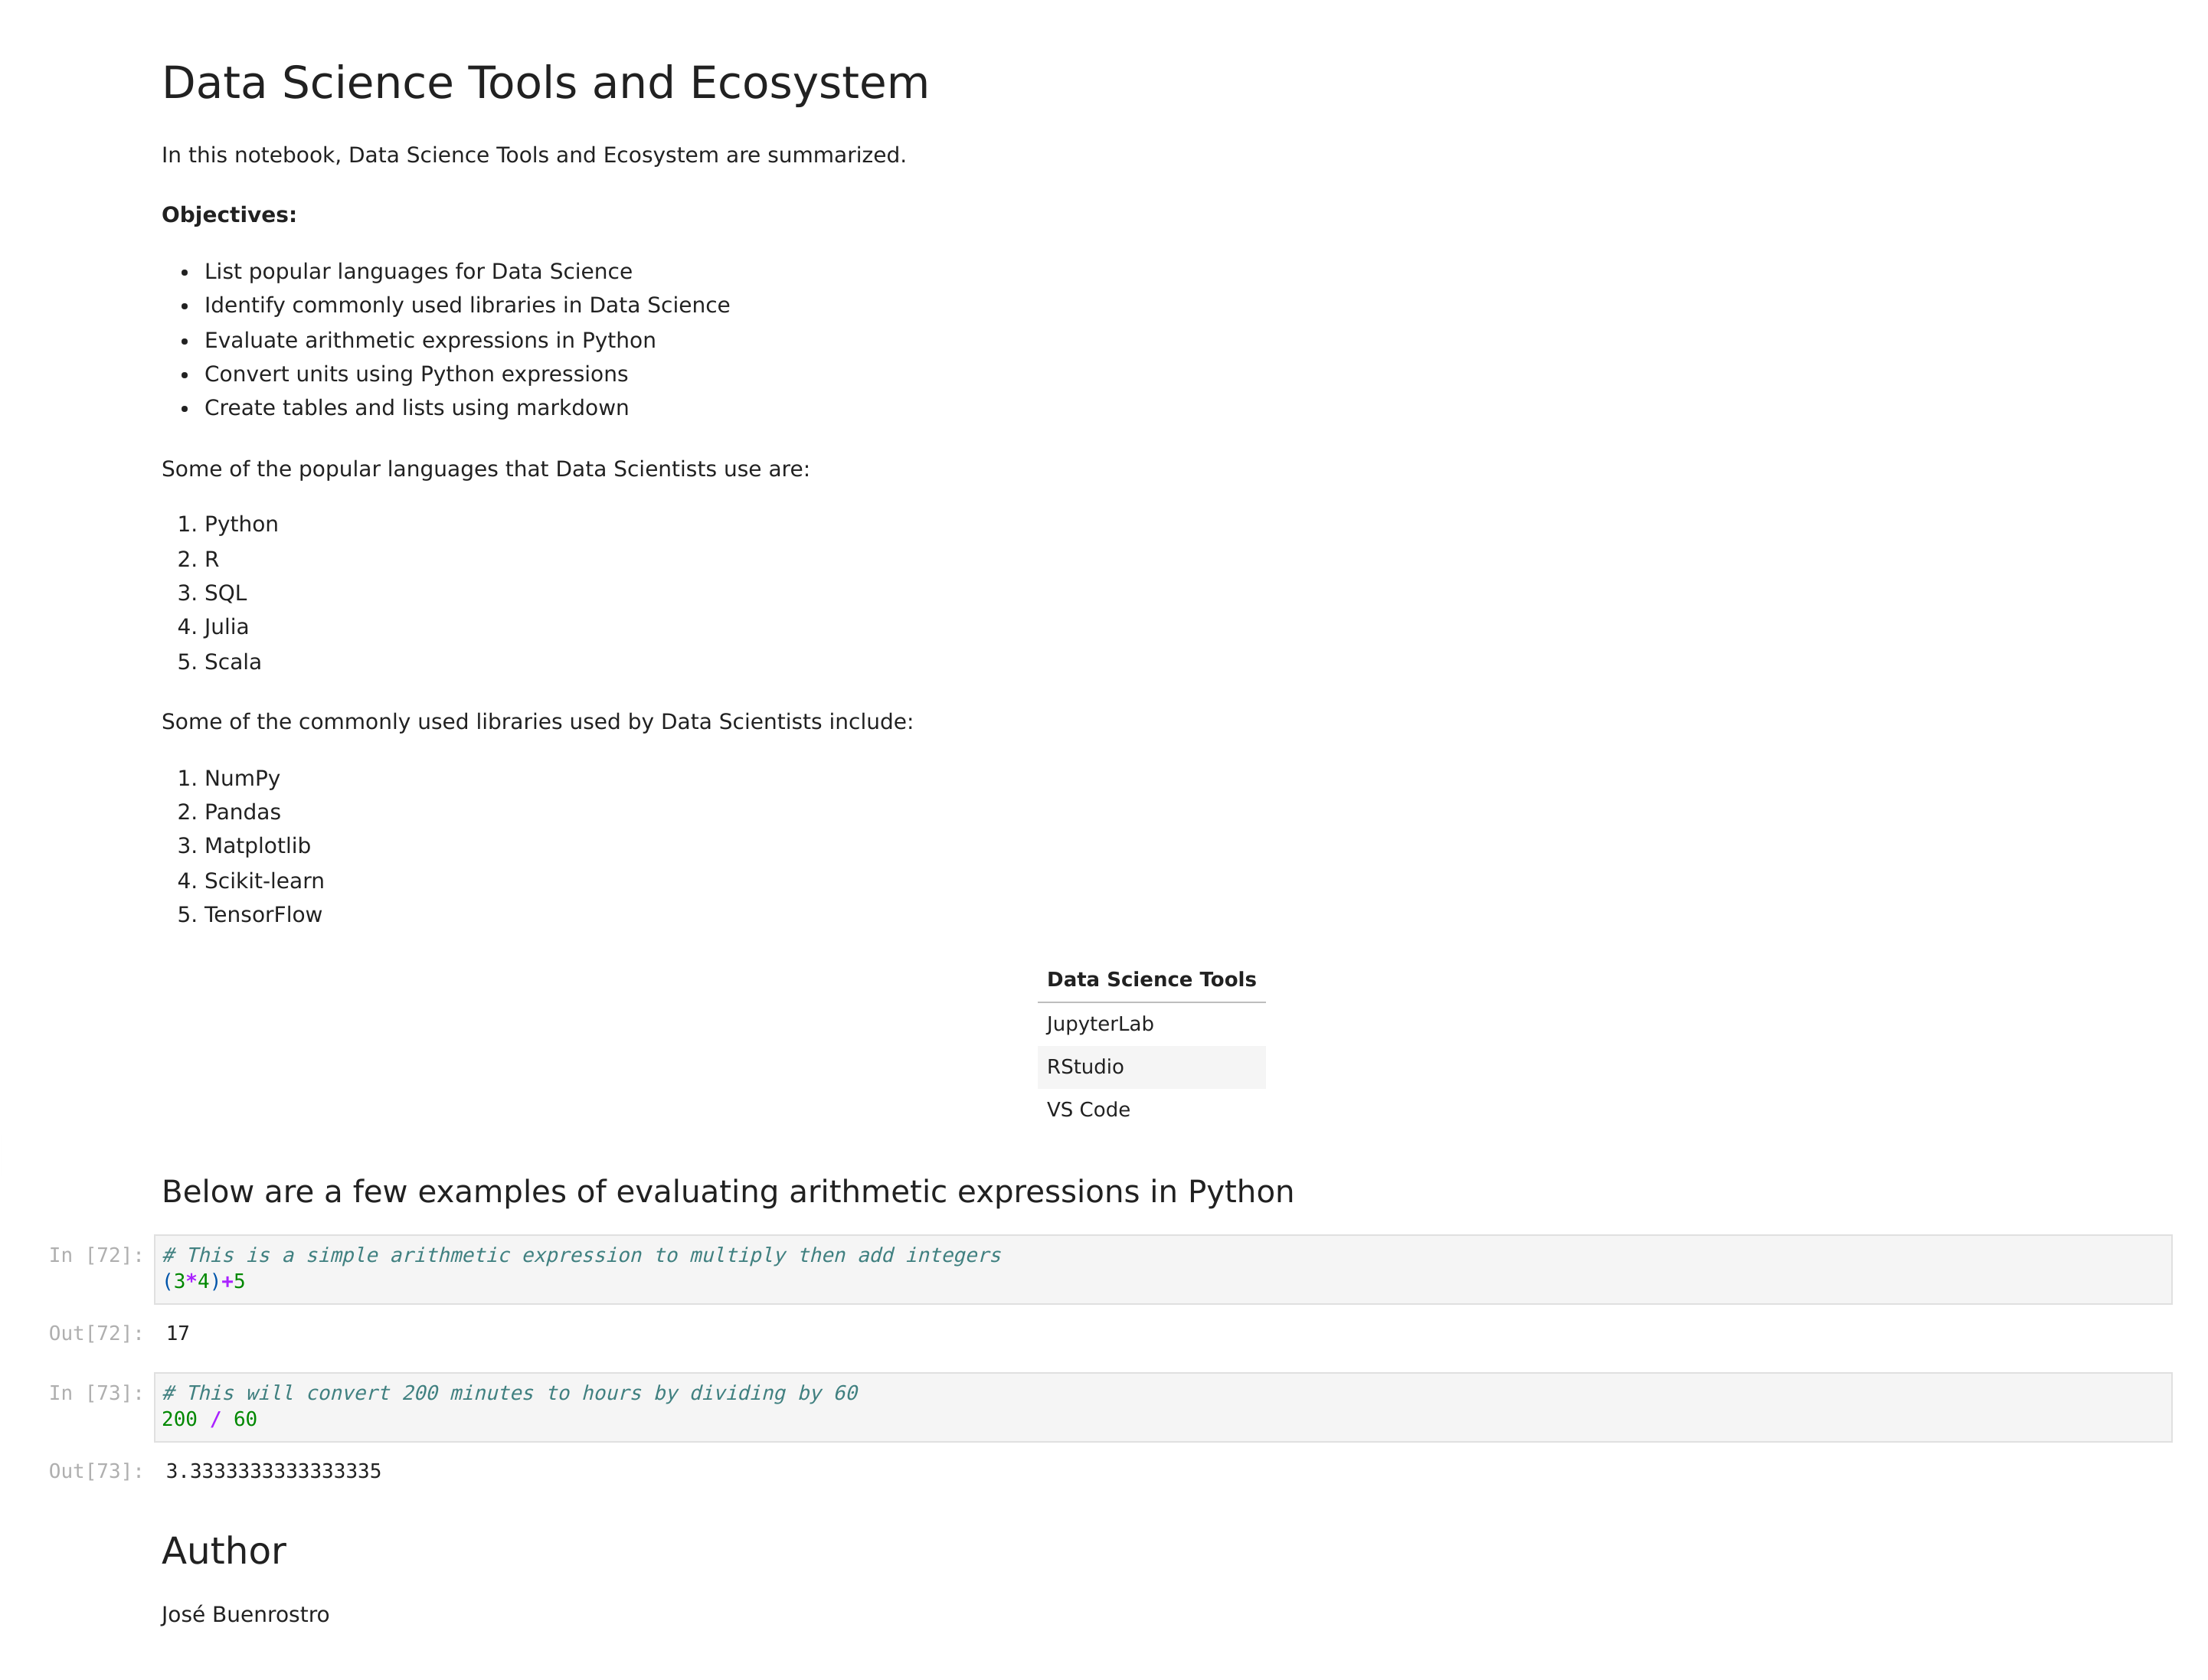 Data Science Tools and Ecosystem
In this notebook, Data Science Tools and Ecosystem are summarized.
Objectives:
• List popular languages for Data Science
• Identify commonly used libraries in Data Science
• Evaluate arithmetic expressions in Python
• Convert units using Python expressions
• Create tables and lists using markdown
Some of the popular languages that Data Scientists use are:
1. Python
2. R
3. SQL
4. Julia
5. Scala
Some of the commonly used libraries used by Data Scientists include:
1. NumPy
2. Pandas
3. Matplotlib
4. Scikit-learn
5. TensorFlow
Data Science Tools
JupyterLab
RStudio
VS Code
Below are a few examples of evaluating arithmetic expressions in Python
In [72]: # This is a simple arithmetic expression to multiply then add integers
(3*4)+5
Out[72]: 17
In [73]: # This will convert 200 minutes to hours by dividing by 60
200 / 60
Out[73]: 3.3333333333333335
Author
José Buenrostro